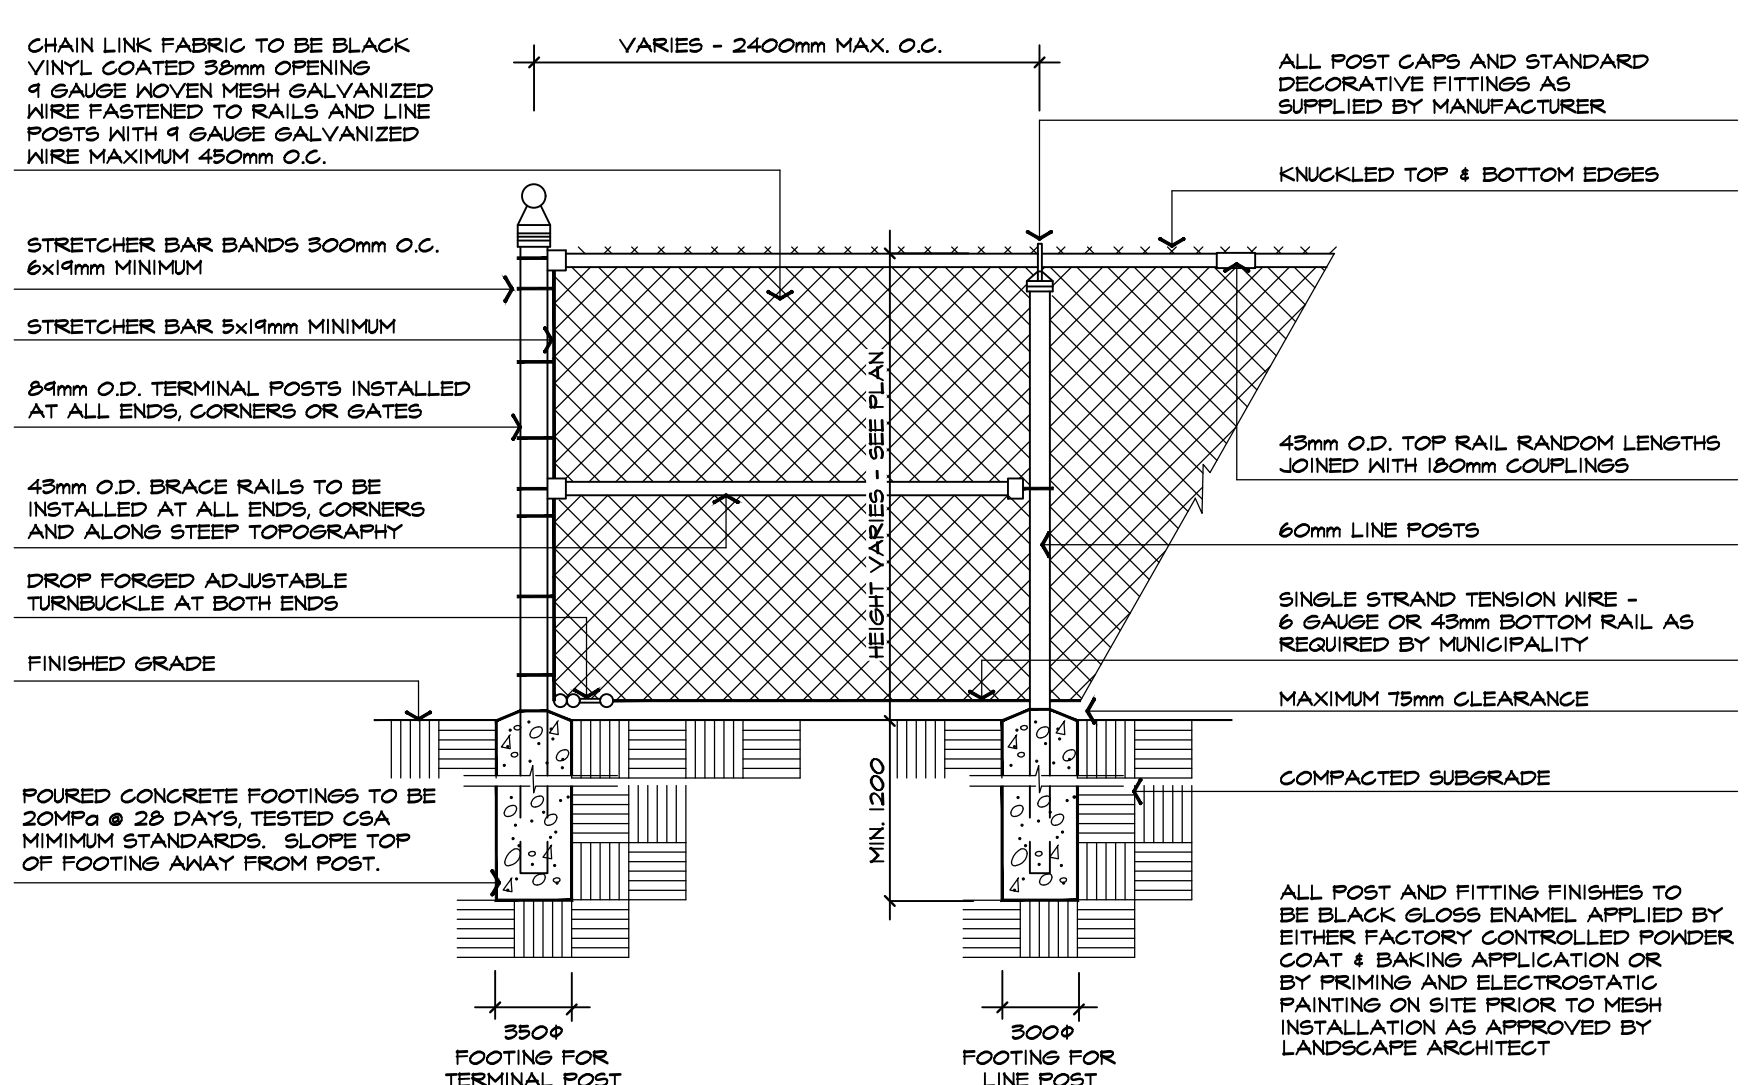 CHAIN LINK FABRIC TO BE BLACK
VINYL COATED 38mm OPENING
9 GAUGE WOVEN MESH GALVANIZED
WIRE FASTENED TO RAILS AND LINE
POSTS WITH 9 GAUGE GALVANIZED
WIRE MAXIMUM 450mm O.C.
STRETCHER BAR BANDS 300mm O.C.
6x19mm MINIMUM
STRETCHER BAR 5x19mm MINIMUM
89mm O.D. TERMINAL POSTS INSTALLED
AT ALL ENDS, CORNERS OR GATES
43mm O.D. BRACE RAILS TO BE
INSTALLED AT ALL ENDS, CORNERS
AND ALONG STEEP TOPOGRAPHY
DROP FORGED ADJUSTABLE
TURNBUCKLE AT BOTH ENDS
FINISHED GRADE
POURED CONCRETE FOOTINGS TO BE
20MPa @ 28 DAYS, TESTED CSA
MIMIMUM STANDARDS. SLOPE TOP
OF FOOTING AWAY FROM POST.
VARIES - 2400mm MAX. O.C.
HEIGHT VARIES - SEE PLAN
MIN. 1200
350Φ
FOOTING FOR
TERMINAL POST
300Φ
FOOTING FOR
LINE POST
ALL POST CAPS AND STANDARD
DECORATIVE FITTINGS AS
SUPPLIED BY MANUFACTURER
KNUCKLED TOP & BOTTOM EDGES
43mm O.D. TOP RAIL RANDOM LENGTHS
JOINED WITH 180mm COUPLINGS
60mm LINE POSTS
SINGLE STRAND TENSION WIRE -
6 GAUGE OR 43mm BOTTOM RAIL AS
REQUIRED BY MUNICIPALITY
MAXIMUM 75mm CLEARANCE
COMPACTED SUBGRADE
ALL POST AND FITTING FINISHES TO
BE BLACK GLOSS ENAMEL APPLIED BY
EITHER FACTORY CONTROLLED POWDER
COAT & BAKING APPLICATION OR
BY PRIMING AND ELECTROSTATIC
PAINTING ON SITE PRIOR TO MESH
INSTALLATION AS APPROVED BY
LANDSCAPE ARCHITECT